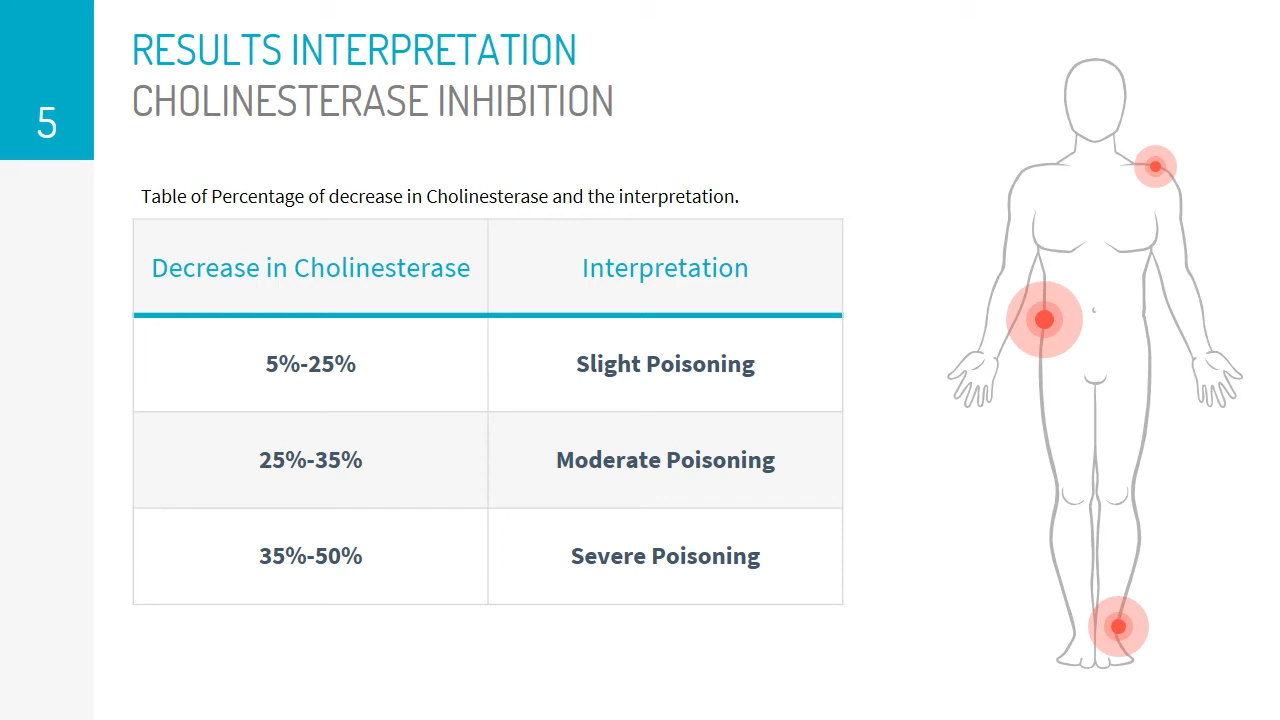 RESULTS INTERPRETATION
CHOLINESTERASE INHIBITION
5
Table of Percentage of decrease in Cholinesterase and the interpretation.
Decrease in Cholinesterase Interpretation
5%-25% Slight Poisoning
25%-35% Moderate Poisoning
35%-50% Severe Poisoning